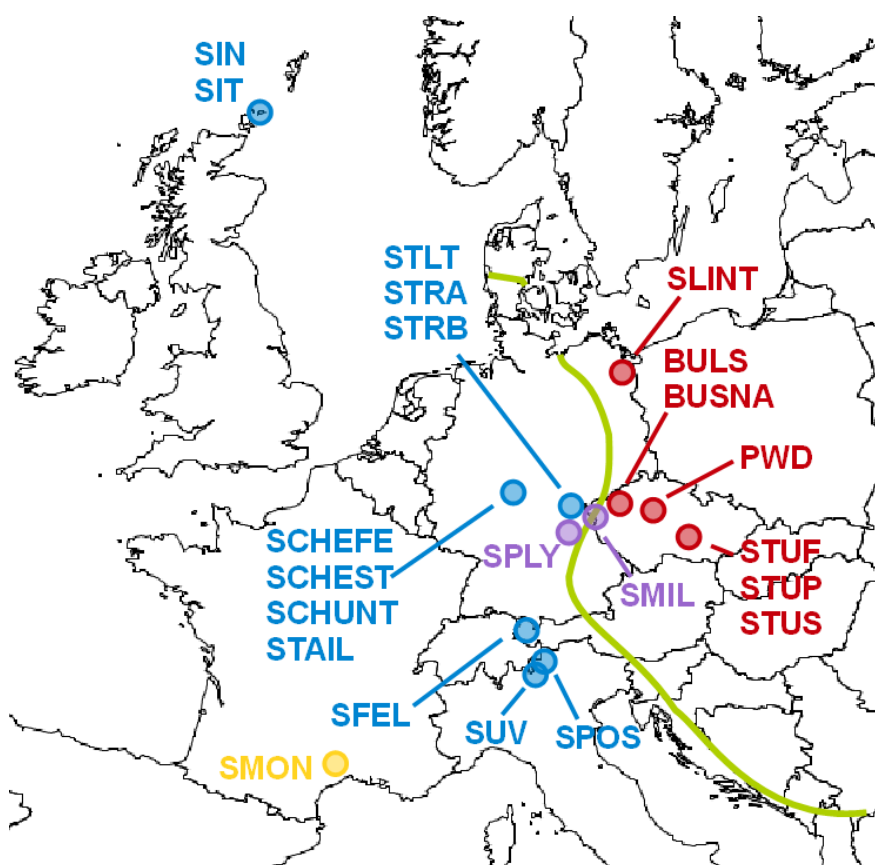 SIN
SIT
STLT
STRA
STRB
SLINT
BULS
BUSNA
PWD
SCHEFE
SCHEST
SCHUNT
STAIL
SPLY
SMIL
STUF
STUP
STUS
SFEL
SUV
SPOS
SMON